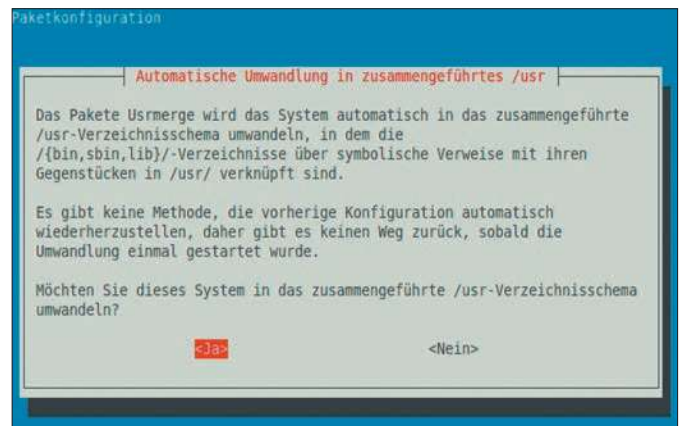 Paketkonfiguration
Automatische Umwandlung in zusammengeführtes /usr
Das Pakete Usrmerge wird das System automatisch in das zusammengeführte
/usr-Verzeichnisschema umwandeln, in dem die
/{bin,sbin,lib}/-Verzeichnisse über symbolische Verweise mit ihren
Gegenstücken in /usr/ verknüpft sind.
Es gibt keine Methode, die vorherige Konfiguration automatisch
wiederherzustellen, daher gibt es keinen Weg zurück, sobald die
Umwandlung einmal gestartet wurde.
Möchten Sie dieses System in das zusammengeführte /usr-Verzeichnisschema
umwandeln?
<Ja> <Nein>